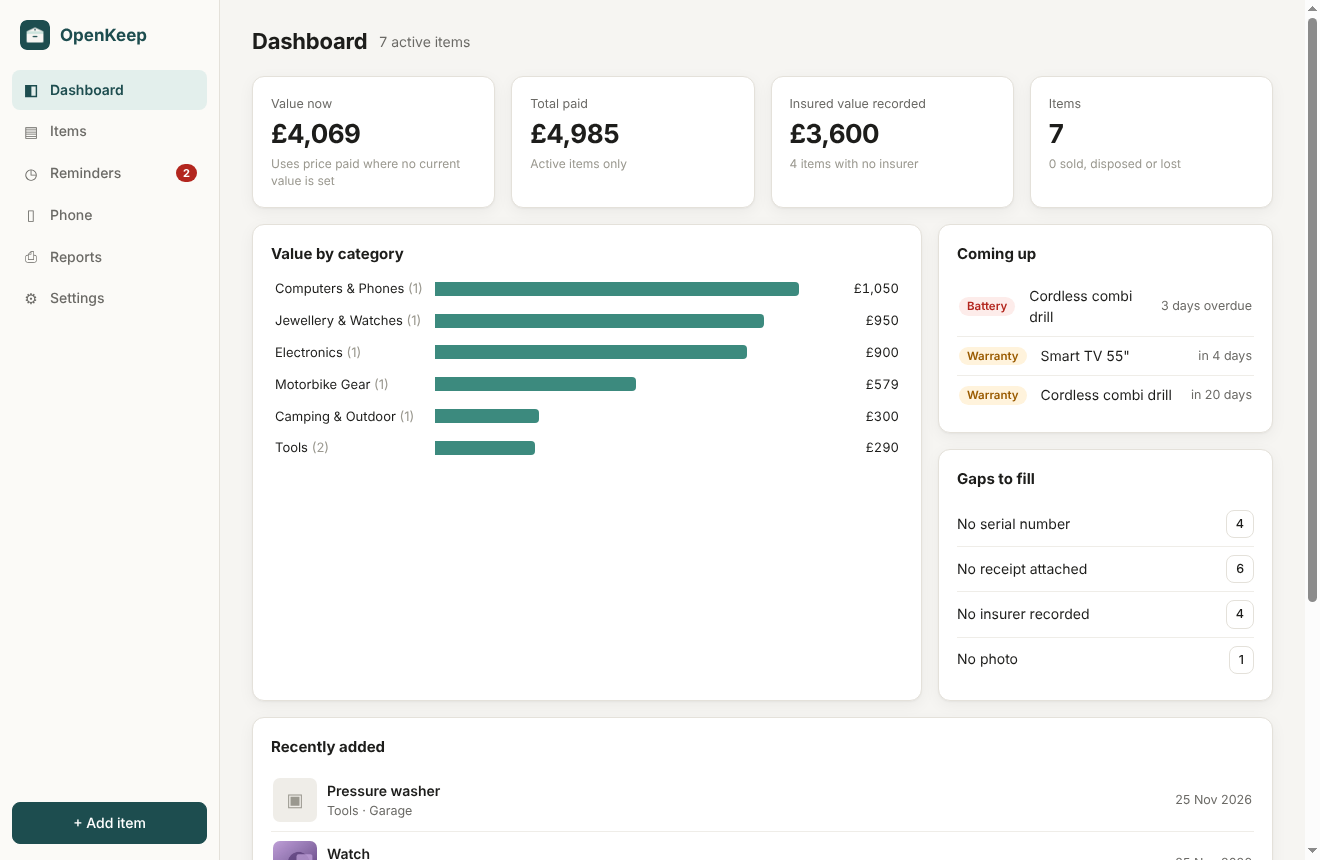 OpenKeep
Dashboard
Items
Reminders 2
Phone
Reports
Settings
+ Add item
Dashboard 7 active items
Value now
£4,069
Uses price paid where no current
value is set
Total paid
£4,985
Active items only
Insured value recorded
£3,600
4 items with no insurer
Items
7
0 sold, disposed or lost
Value by category
Computers & Phones (1) £1,050
Jewellery & Watches (1) £950
Electronics (1) £900
Motorbike Gear (1) £579
Camping & Outdoor (1) £300
Tools (2) £290
Coming up
Battery Cordless combi drill 3 days overdue
Warranty Smart TV 55" in 4 days
Warranty Cordless combi drill in 20 days
Gaps to fill
No serial number 4
No receipt attached 6
No insurer recorded 4
No photo 1
Recently added
Pressure washer
Tools · Garage
25 Nov 2026
Watch